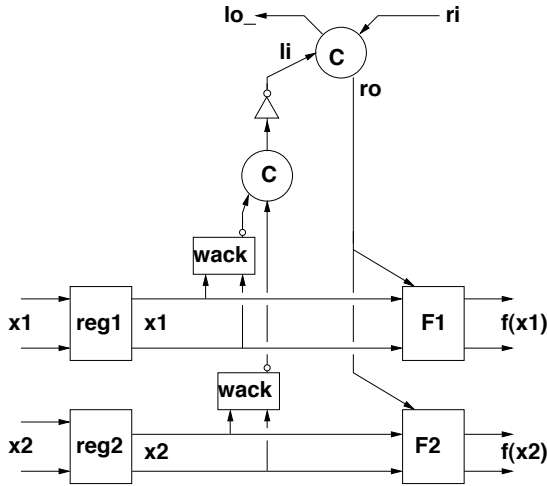 lo_ ri
li C
ro
C
wack
x1 reg1 x1 F1 f(x1)
wack
x2 reg2 x2 F2 f(x2)